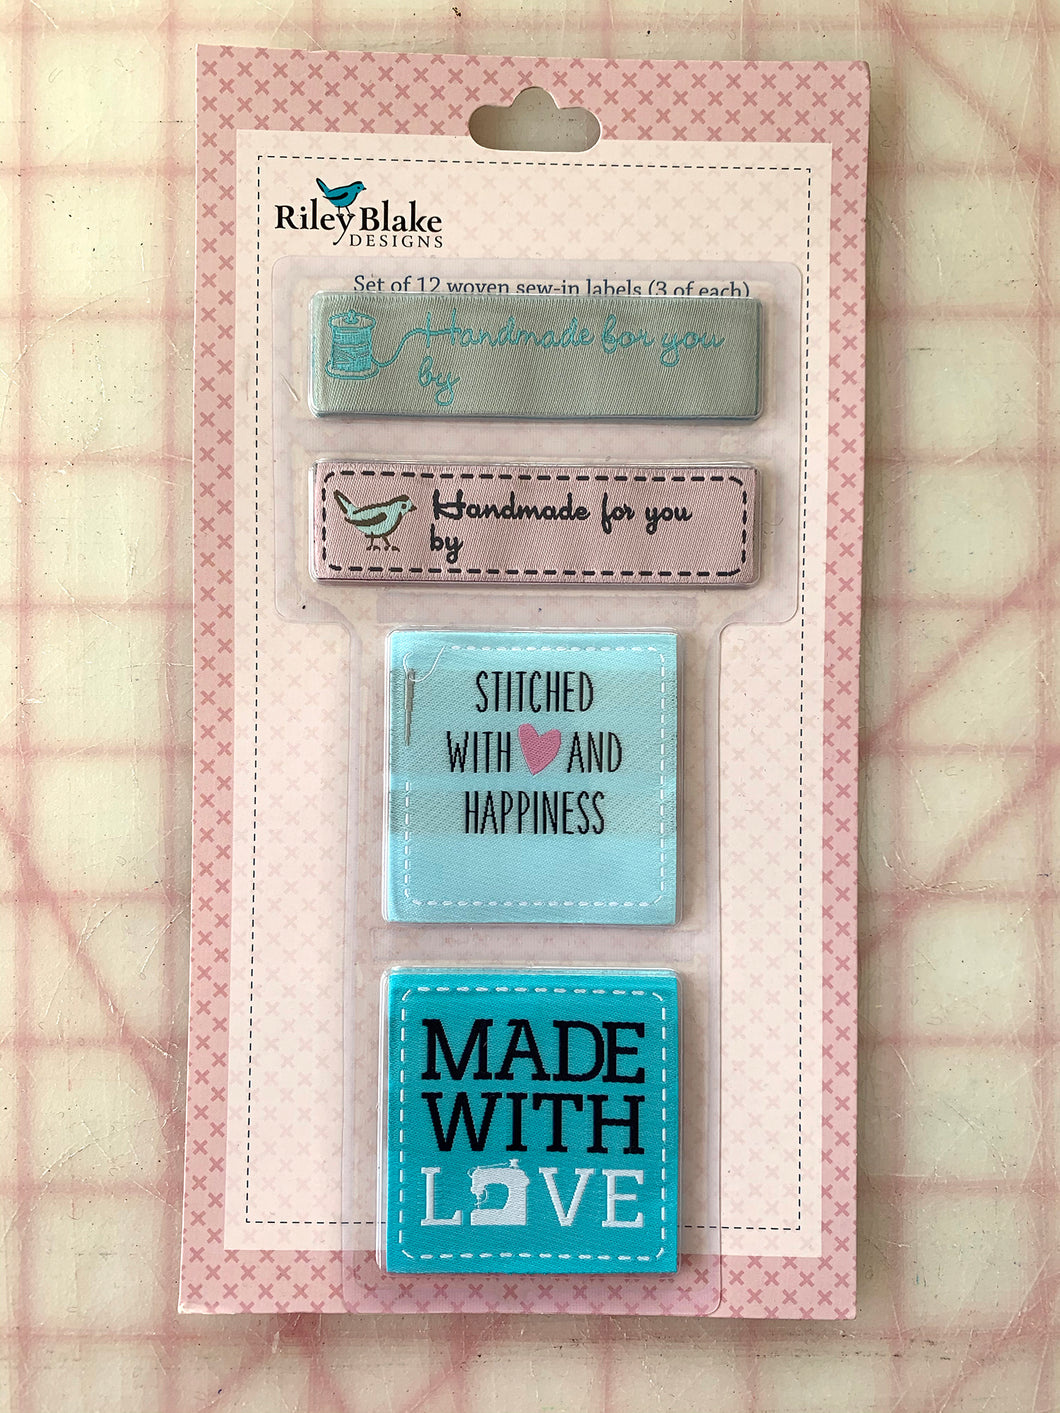 Riley Blake
DESIGNS
Set of 12 woven sew-in labels (3 of each)
Handmade for you
by
Handmade for you
by
STITCHED
WITH AND
HAPPINESS
MADE
WITH
L VE